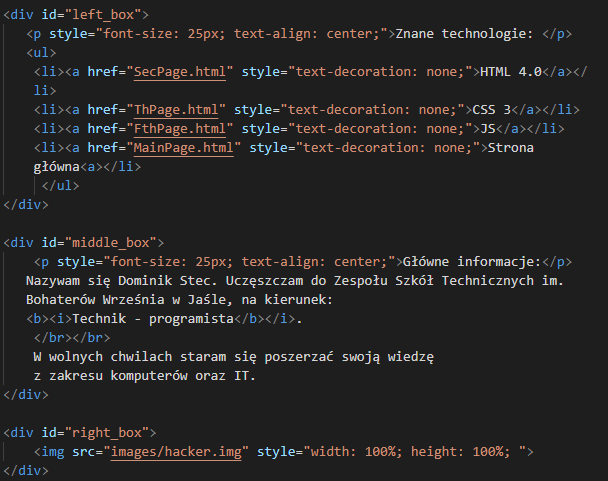 <div id="left_box">
<p style="font-size: 25px; text-align: center;">Znane technologie: </p>
<ul>
<li><a href="SecPage.html" style="text-decoration: none;">HTML 4.0</a></
li>
<li><a href="ThPage.html" style="text-decoration: none;">CSS 3</a></li>
<li><a href="FthPage.html" style="text-decoration: none;">JS</a></li>
<li><a href="MainPage.html" style="text-decoration: none;">Strona
główna<a></li>
</ul>
</div>
<div id="middle_box">
<p style="font-size: 25px; text-align: center;">Główne informacje:</p>
Nazywam się Dominik Stec. Uczęszczam do Zespołu Szkół Technicznych im.
Bohaterów Września w Jaśle, na kierunek:
<b><i>Technik - programista</b></i>.
</br></br>
W wolnych chwilach staram się poszerzać swoją wiedzę
z zakresu komputerów oraz IT.
</div>
<div id="right_box">
<img src="images/hacker.img" style="width: 100%; height: 100%; ">
</div>